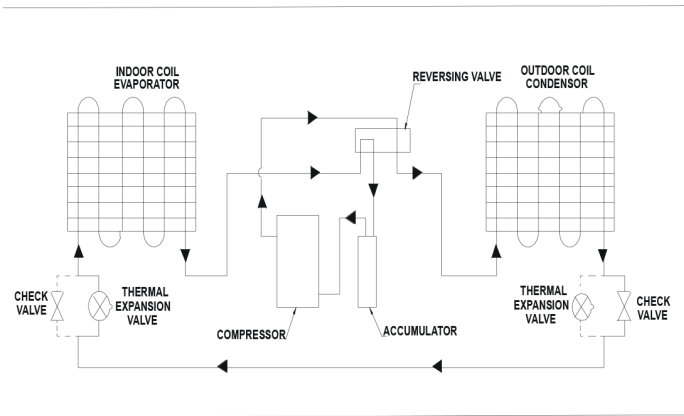 INDOOR COIL
EVAPORATOR
REVERSING VALVE
OUTDOOR COIL
CONDENSOR
CHECK
VALVE
THERMAL
EXPANSION
VALVE
COMPRESSOR
ACCUMULATOR
THERMAL
EXPANSION
VALVE
CHECK
VALVE